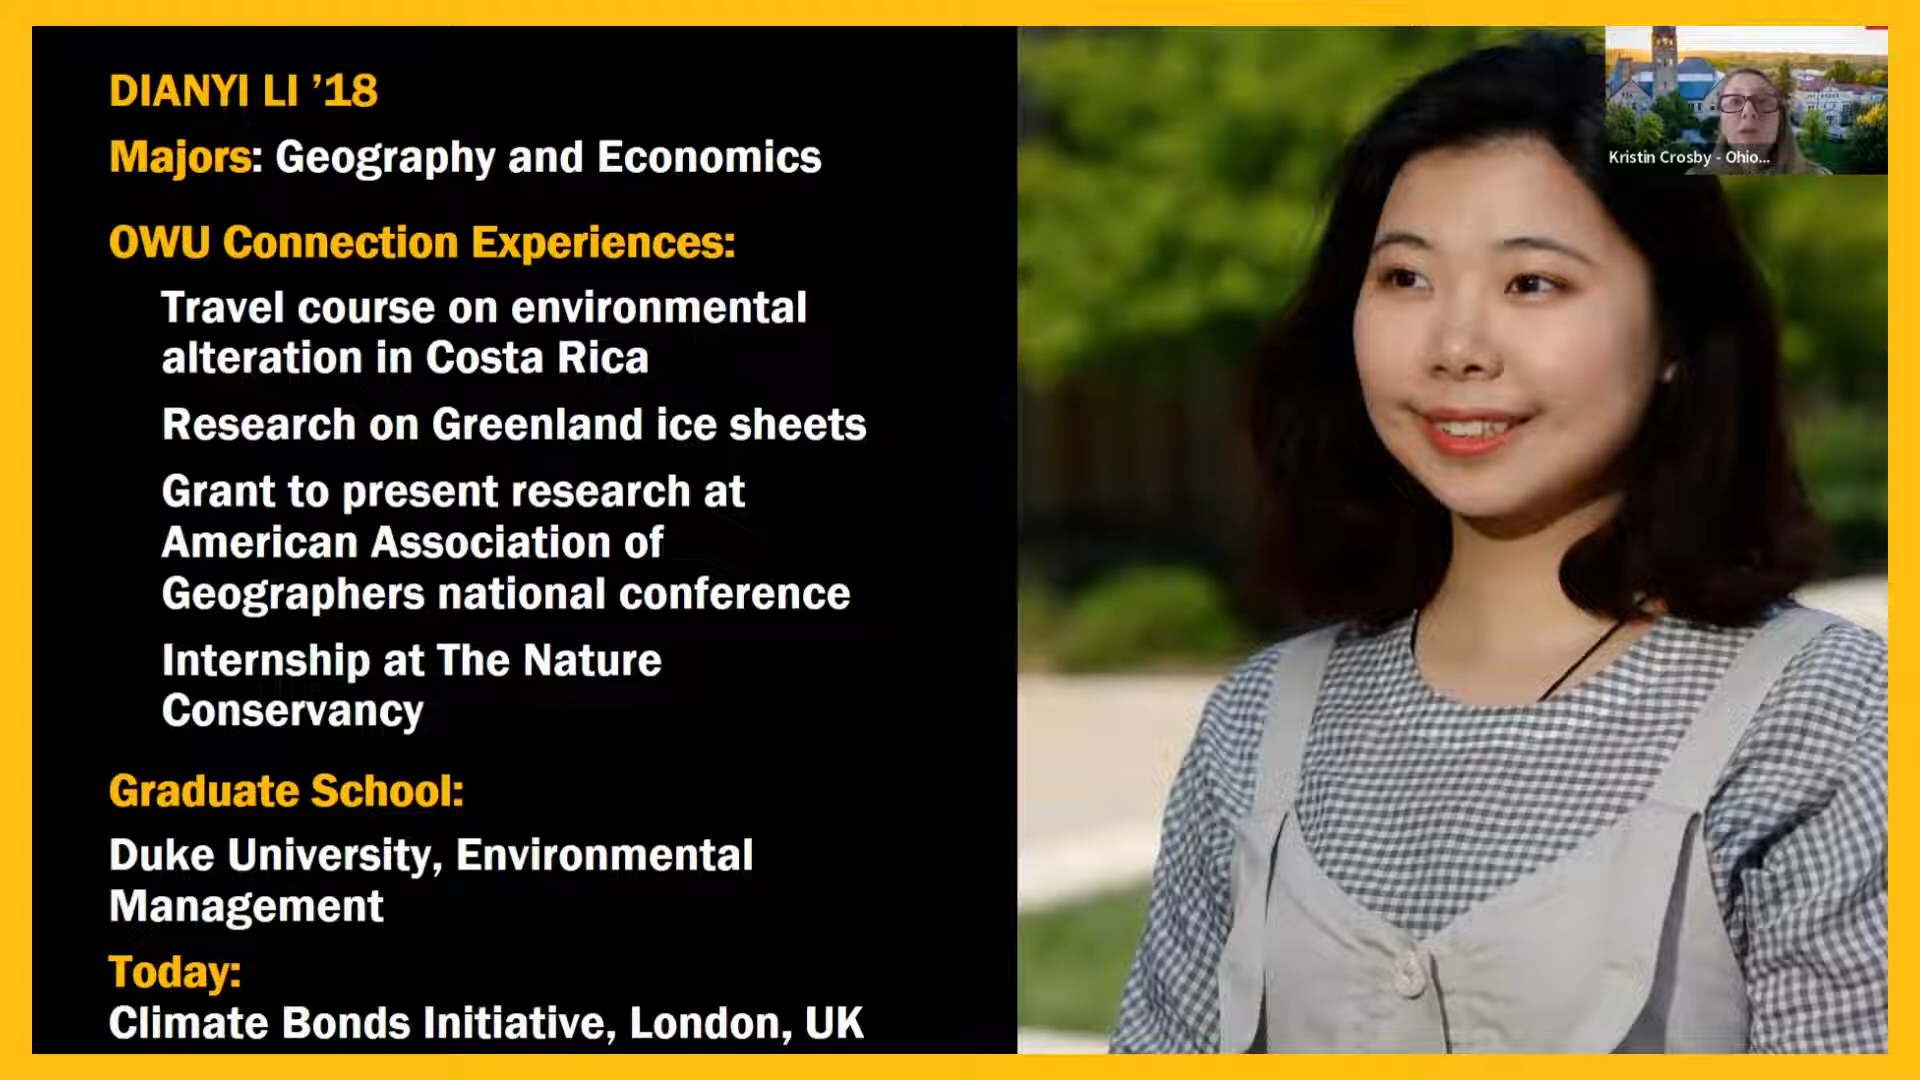 DIANYI LI ’18
Majors: Geography and Economics
OWU Connection Experiences:
Travel course on environmental
alteration in Costa Rica
Research on Greenland ice sheets
Grant to present research at
American Association of
Geographers national conference
Internship at The Nature
Conservancy
Graduate School:
Duke University, Environmental
Management
Today:
Climate Bonds Initiative, London, UK
Kristin Crosby - Ohio...